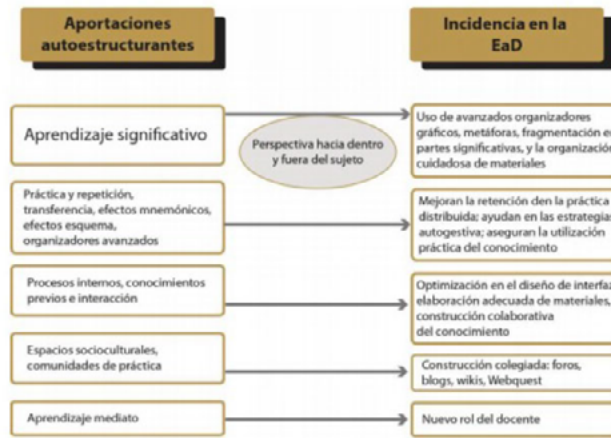 Aportaciones
autoestructurantes
Incidencia en la
EaD
Aprendizaje significativo
Perspectiva hacia dentro
y fuera del sujeto
Uso de avanzados organizadores
gráficos, metáforas, fragmentación en
partes significativas, y la organización
cuidadosa de materiales
Práctica y repetición,
transferencia, efectos mnémonicos,
efectos esquema,
organizadores avanzados
Mejoran la retención den la práctica
distribuida; ayudan en las estrategias
autogestiva; aseguran la utilización
práctica del conocimiento
Procesos internos, conocimientos
previos e interacción
Optimización en el diseño de interfaz
elaboración adecuada de materiales,
construcción colaborativa
del conocimiento
Espacios socioculturales,
comunidades de práctica
Construcción colegiada: foros,
blogs, wikis, Webquest
Aprendizaje mediato
Nuevo rol del docente